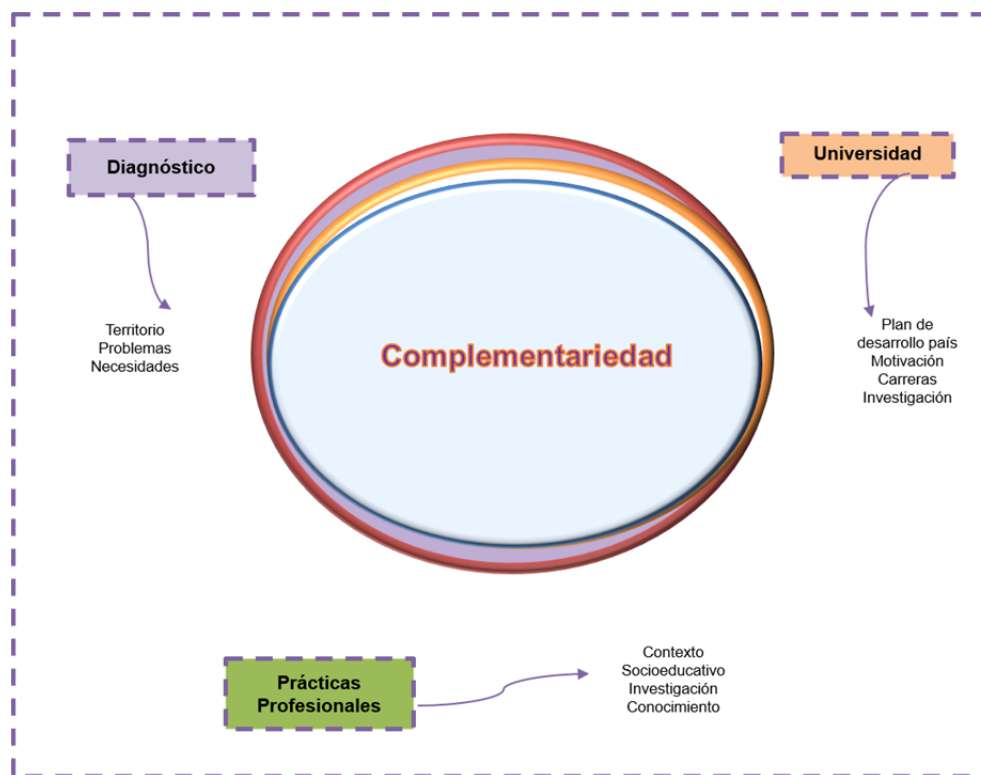 Diagnóstico
Territorio
Problemas
Necesidades
Complementariedad
Universidad
Plan de
desarrollo país
Motivación
Carreras
Investigación
Prácticas
Profesionales
Contexto
Socioeducativo
Investigación
Conocimiento